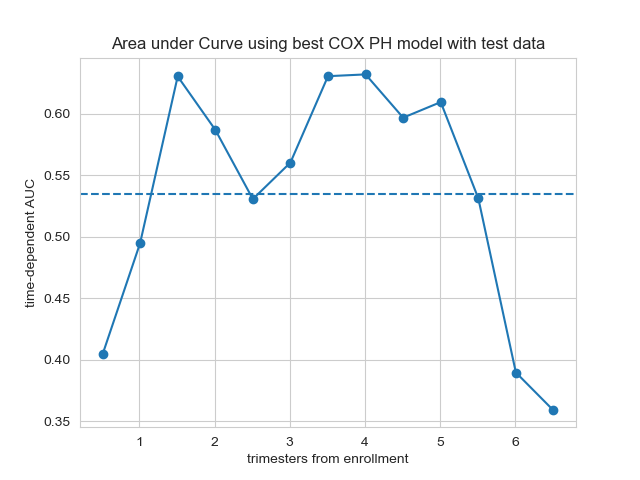 Area under Curve using best COX PH model with test data
time-dependent AUC
0.60
0.55
0.50
0.45
0.40
0.35
1 2 3 4 5 6
trimesters from enrollment